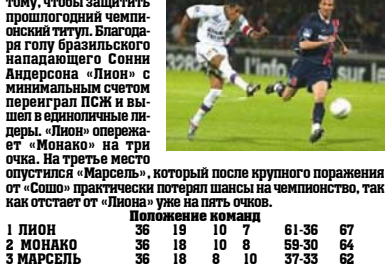 тому, чтобы защитить
прошлогодний чемпи-
онский титул. Благода-
ря голу бразильского
нападающего Сонни
Андерсона «Лион» с
минимальным счетом
переиграл ПСЖ и вы-
шел в единоличные ли-
деры. «Лион» опережа-
ет «Монако» на три
очка. На третье место
опустился «Марсель», который после крупного поражения
от «Сошо» практически потерял шансы на чемпионство, так
как отстает от «Лиона» уже на пять очков.
Положение команд
1 ЛИОН 36 19 10 7 61-36 67
2 МОНАКО 36 18 10 8 59-30 64
3 МАРСЕЛЬ 36 18 8 10 37-33 62
l'info sur le